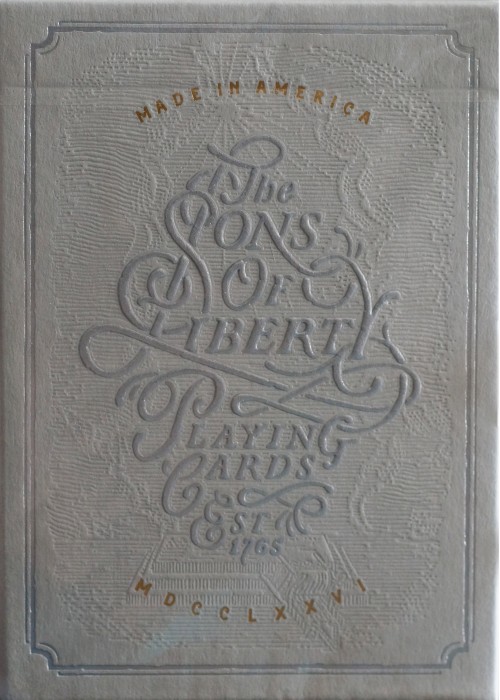 MADE IN AMERICA
The
SONS
OF
LIBERTY
PLAYING
CARDS
EST
1765
MDCCLXXVI